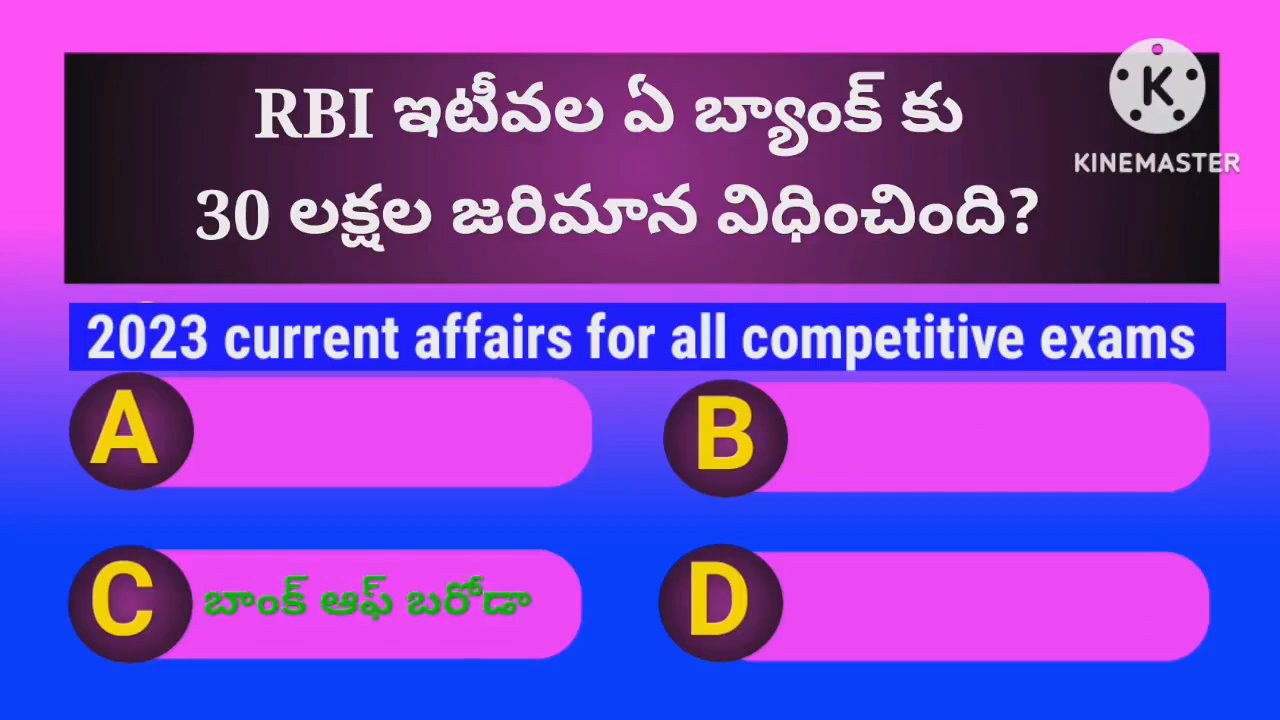 RBI ఇటీవల ఏ బ్యాంక్ కు
30 లక్షల జరిమాన విధించింది?
K
KINEMASTER
2023 current affairs for all competitive exams
A
B
C బాంక్ ఆఫ్ బరోడా
D